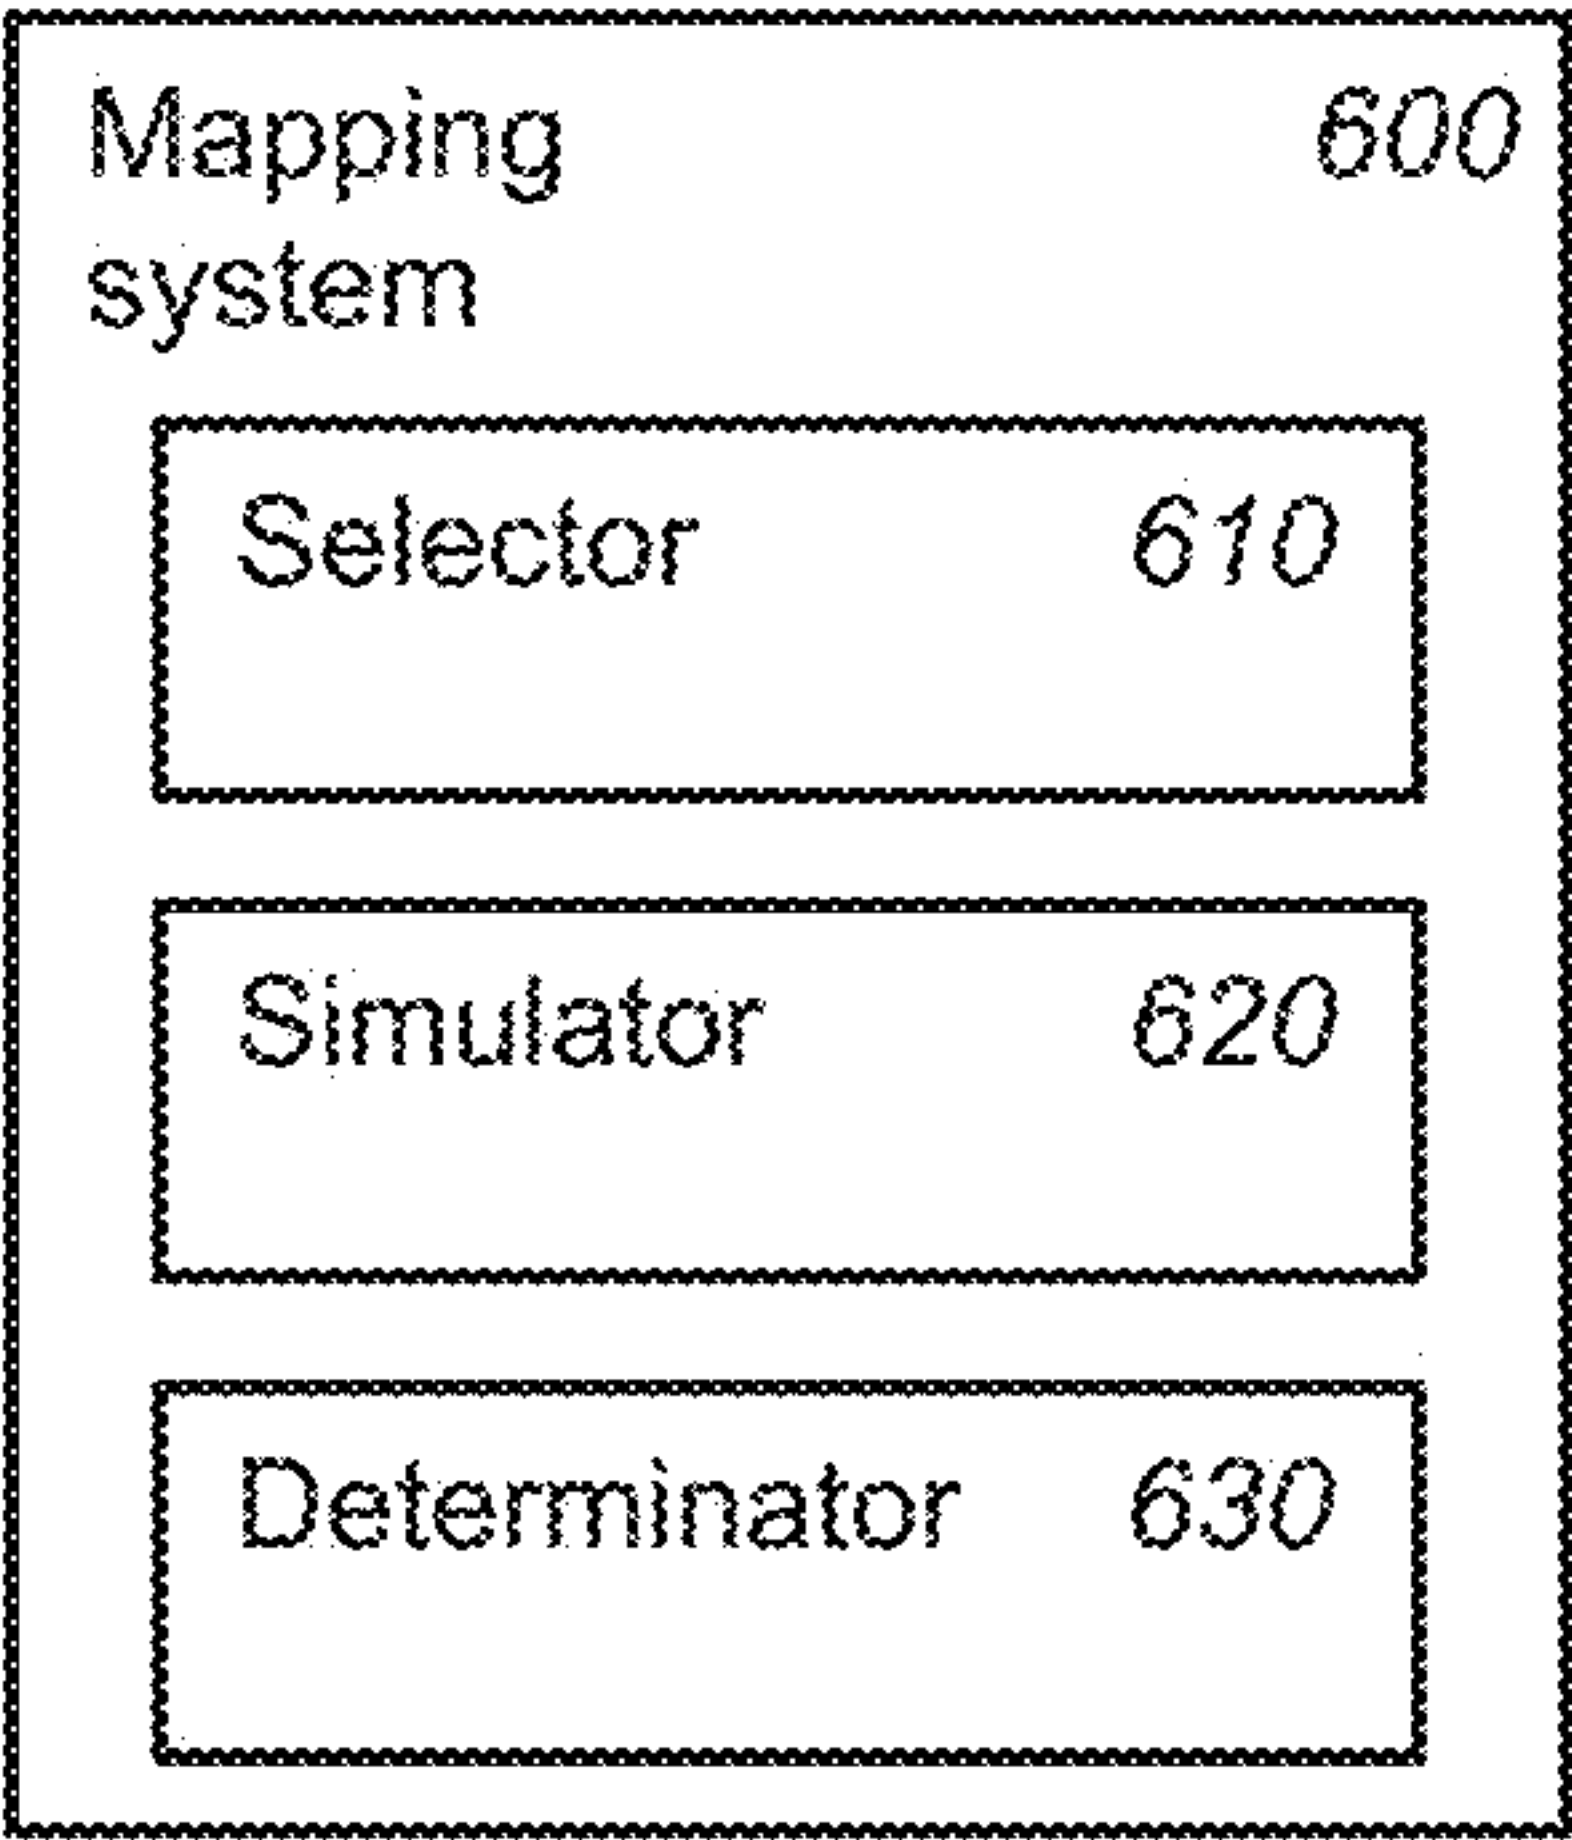 Mapping 600
system
Selector 610
Simulator 620
Determinator 630